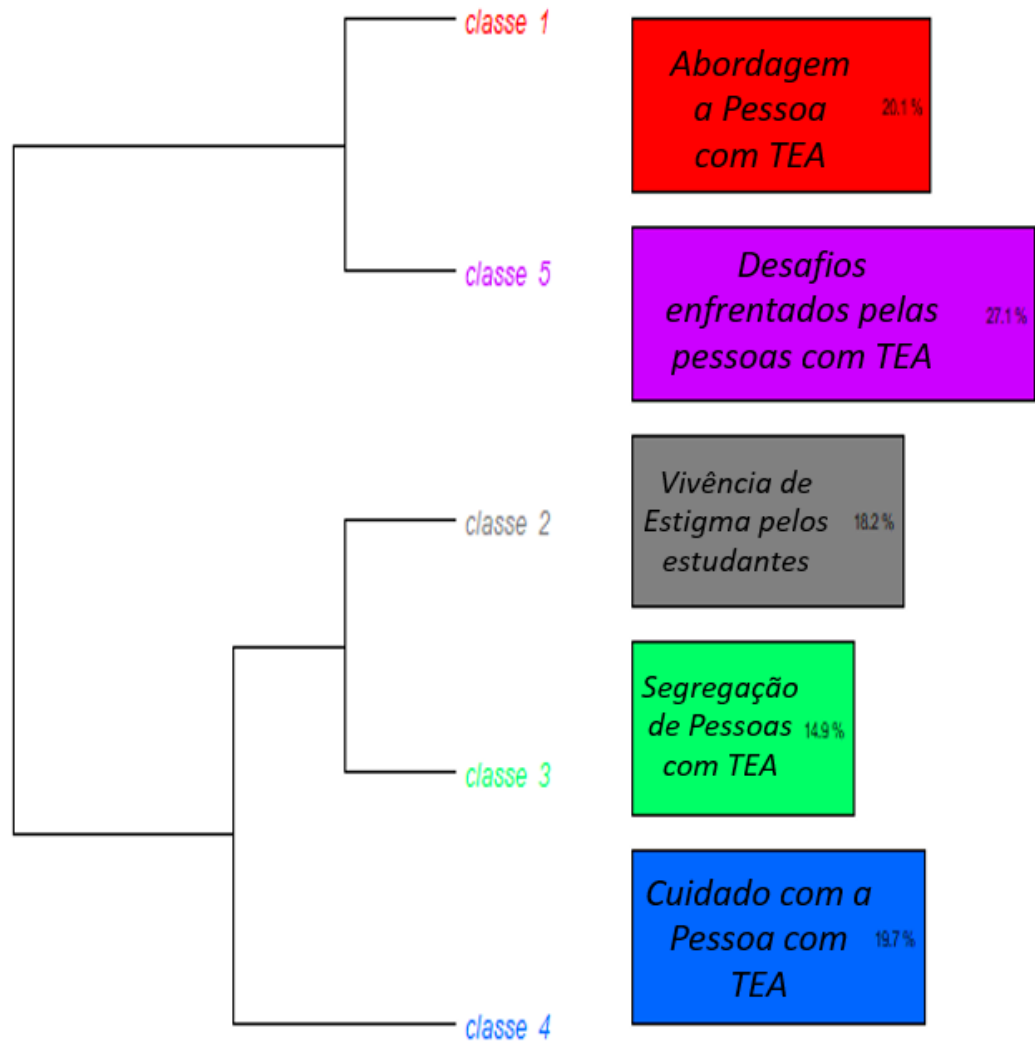 classe 1
Abordagem
a Pessoa
com TEA
20.1 %
classe 5
Desafios
enfrentados pelas
pessoas com TEA
27.1 %
classe 2
Vivência de
Estigma pelos
estudantes
18.2 %
classe 3
Segregação
de Pessoas
com TEA
14.9 %
classe 4
Cuidado com a
Pessoa com
TEA
19.7 %